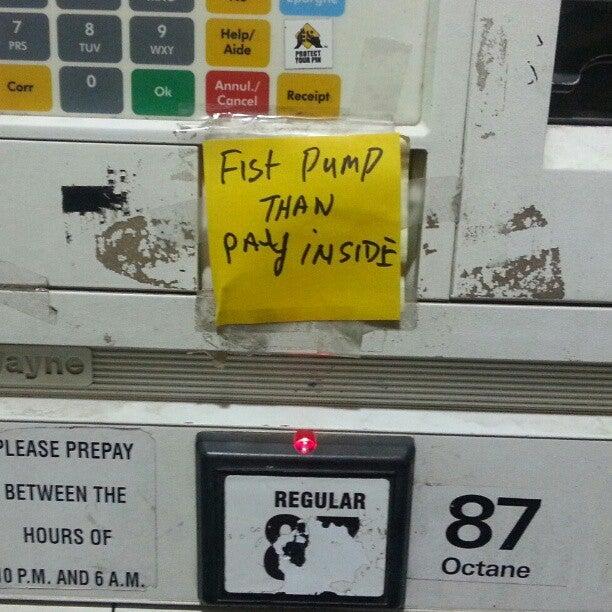 7 PRS
8 TUV
9 WXY
Help/
Aide
PROTECT
YOUR PIN
Corr
0
Ok
Annul./
Cancel
Receipt
Fist Pump
THAN
PAy iNSIDE
ayne
PLEASE PREPAY
BETWEEN THE
HOURS OF
10 P.M. AND 6 A.M.
REGULAR
87
Octane